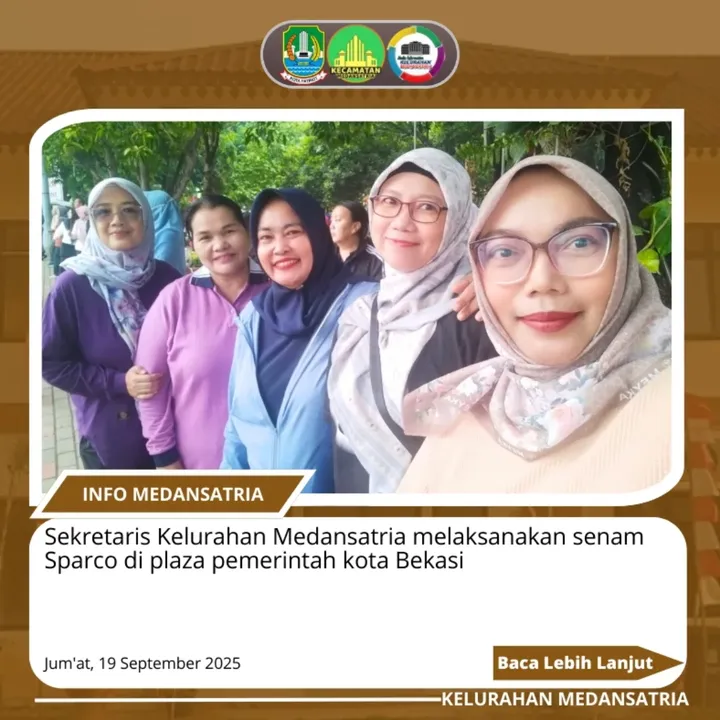 KECAMATAN
INFO MEDANSATRIA
Sekretaris Kelurahan Medansatria melaksanakan senam
Sparco di plaza pemerintah kota Bekasi
Jum'at, 19 September 2025
Baca Lebih Lanjut
KELURAHAN MEDANSATRIA